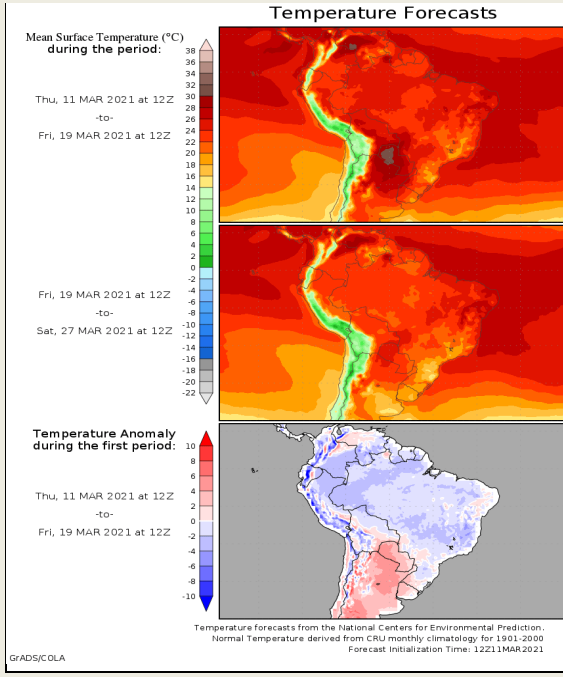 Temperature Forecasts
Mean Surface Temperature (°C)
during the period:
38
36
34
32
30
28
26
24
22
20
18
16
14
12
10
8
6
4
2
0
-2
-4
-6
-8
-10
-12
-14
-16
-18
-20
-22
Thu, 11 MAR 2021 at 12Z
-to-
Fri, 19 MAR 2021 at 12Z
Fri, 19 MAR 2021 at 12Z
-to-
Sat, 27 MAR 2021 at 12Z
Temperature Anomaly
during the first period:
10
8
6
4
2
0
-2
-4
-6
-8
-10
Thu, 11 MAR 2021 at 12Z
-to-
Fri, 19 MAR 2021 at 12Z
Temperature forecasts from the National Centers for Environmental Prediction.
Normal Temperature derived from CRU monthly climatology for 1901-2000
Forecast Initialization Time: 12Z11MAR2021
GrADS/COLA